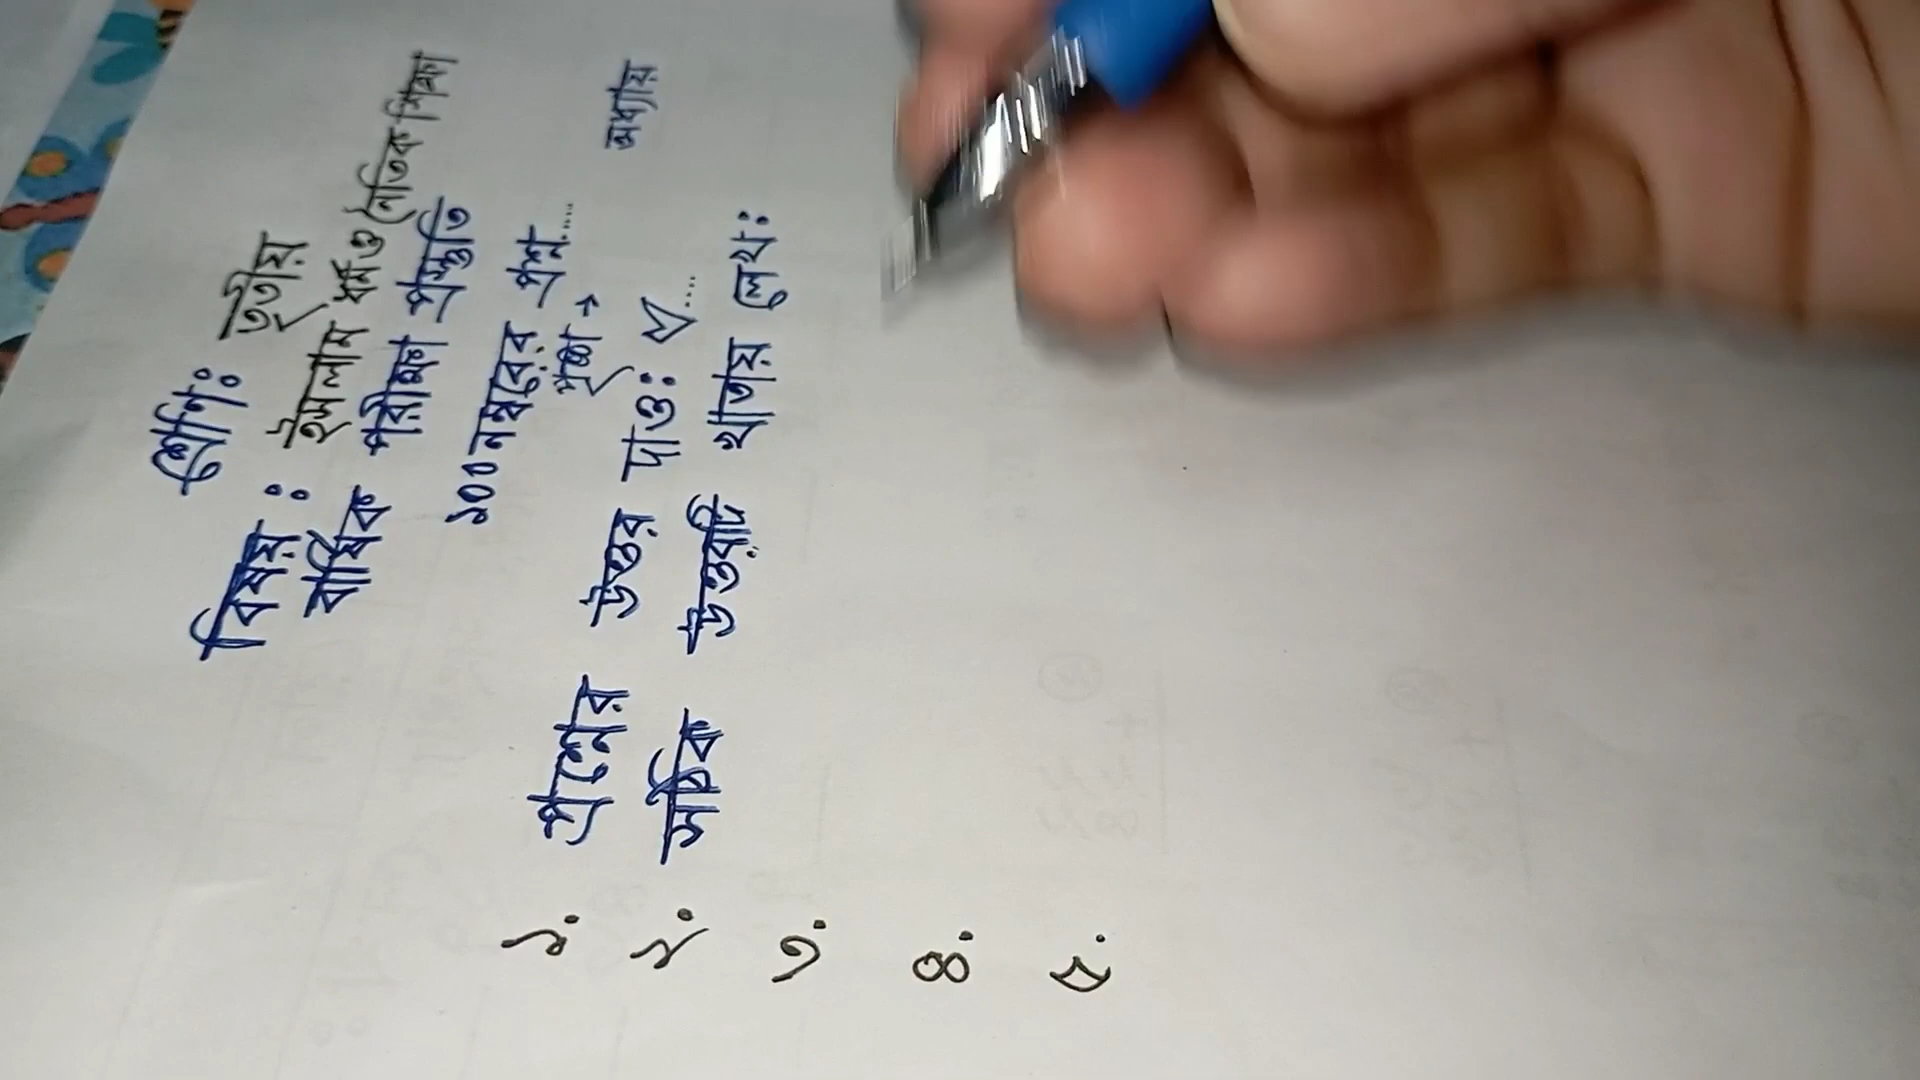 শ্রেণি: তৃতীয়
বিষয়: ইসলাম ধর্ম ও নৈতিক শিক্ষা
বার্ষিক পরীক্ষা প্রস্তুতি
১০০ নম্বরের প্রশ্ন....
পৃষ্ঠা →
অধ্যায়
১. প্রশ্নের উত্তর দাও: ....
২. সঠিক উত্তরটি খাতায় লেখ:
৩.
৪.
৫.